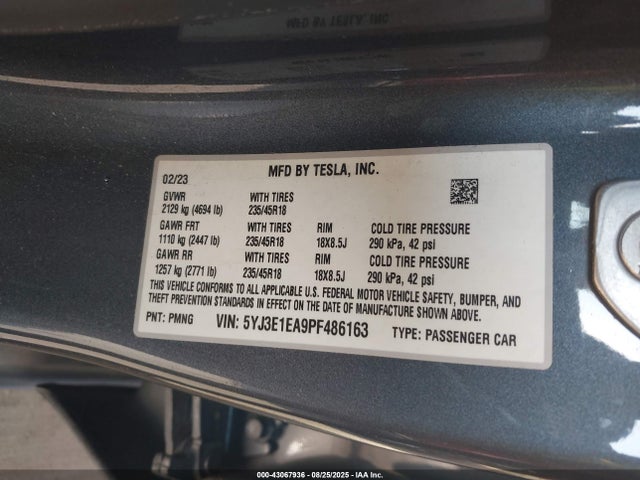 MFD BY TESLA, INC.
02/23
GVWR WITH TIRES
2129 kg (4694 lb) 235/45R18
GAWR FRT WITH TIRES RIM COLD TIRE PRESSURE
1110 kg (2447 lb) 235/45R18 18X8.5J 290 kPa, 42 psi
GAWR RR WITH TIRES RIM COLD TIRE PRESSURE
1257 kg (2771 lb) 235/45R18 18X8.5J 290 kPa, 42 psi
THIS VEHICLE CONFORMS TO ALL APPLICABLE U.S. FEDERAL MOTOR VEHICLE SAFETY, BUMPER, AND
THEFT PREVENTION STANDARDS IN EFFECT ON THE DATE OF MANUFACTURE SHOWN ABOVE.
PNT: PMNG VIN: 5YJ3E1EA9PF486163 TYPE: PASSENGER CAR
000-43067936 - 08/25/2025 - IAA Inc.